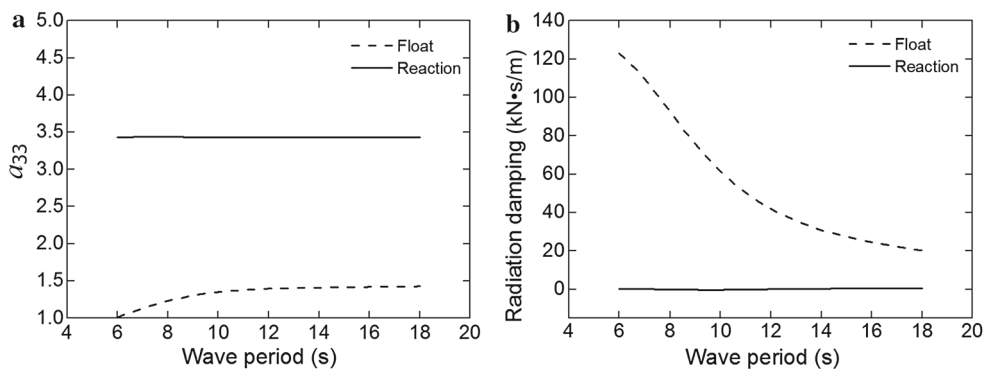 a
5.0
4.5
4.0
3.5
3.0
2.5
2.0
1.5
1.0
a33
Float
Reaction
4 6 8 10 12 14 16 18 20
Wave period (s)
b
140
120
100
80
60
40
20
0
Radiation damping (kN•s/m)
Float
Reaction
4 6 8 10 12 14 16 18 20
Wave period (s)